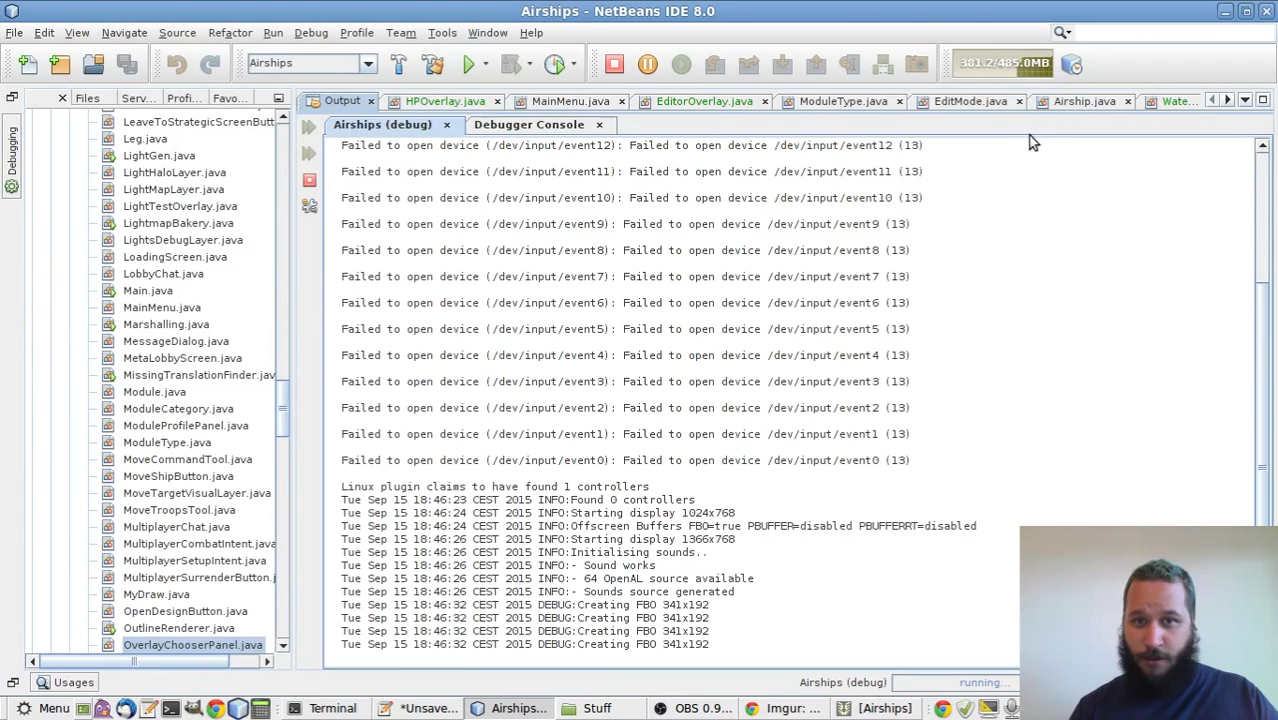 Airships - NetBeans IDE 8.0
File Edit View Navigate Source Refactor Run Debug Profile Team Tools Window Help
Airships
381.2/485.0MB
Files Serv... Profi... Favo...
Output HPOverlay.java MainMenu.java EditorOverlay.java ModuleType.java EditMode.java Airship.java Wate...
Airships (debug) Debugger Console
Debugging
LeaveToStrategicScreenButt
Leg.java
LightGen.java
LightHaloLayer.java
LightMapLayer.java
LightTestOverlay.java
LightmapBakery.java
LightsDebugLayer.java
LoadingScreen.java
LobbyChat.java
Main.java
MainMenu.java
Marshalling.java
MessageDialog.java
MetaLobbyScreen.java
MissingTranslationFinder.jav
Module.java
ModuleCategory.java
ModuleProfilePanel.java
ModuleType.java
MoveCommandTool.java
MoveShipButton.java
MoveTargetVisualLayer.java
MoveTroopsTool.java
MultiplayerChat.java
MultiplayerCombatIntent.java
MultiplayerSetupIntent.java
MultiplayerSurrenderButton.j
MyDraw.java
OpenDesignButton.java
OutlineRenderer.java
OverlayChooserPanel.java
Failed to open device (/dev/input/event12): Failed to open device /dev/input/event12 (13)
Failed to open device (/dev/input/event11): Failed to open device /dev/input/event11 (13)
Failed to open device (/dev/input/event10): Failed to open device /dev/input/event10 (13)
Failed to open device (/dev/input/event9): Failed to open device /dev/input/event9 (13)
Failed to open device (/dev/input/event8): Failed to open device /dev/input/event8 (13)
Failed to open device (/dev/input/event7): Failed to open device /dev/input/event7 (13)
Failed to open device (/dev/input/event6): Failed to open device /dev/input/event6 (13)
Failed to open device (/dev/input/event5): Failed to open device /dev/input/event5 (13)
Failed to open device (/dev/input/event4): Failed to open device /dev/input/event4 (13)
Failed to open device (/dev/input/event3): Failed to open device /dev/input/event3 (13)
Failed to open device (/dev/input/event2): Failed to open device /dev/input/event2 (13)
Failed to open device (/dev/input/event1): Failed to open device /dev/input/event1 (13)
Failed to open device (/dev/input/event0): Failed to open device /dev/input/event0 (13)
Linux plugin claims to have found 1 controllers
Tue Sep 15 18:46:23 CEST 2015 INFO:Found 0 controllers
Tue Sep 15 18:46:24 CEST 2015 INFO:Starting display 1024x768
Tue Sep 15 18:46:24 CEST 2015 INFO:Offscreen Buffers FBO=true PBUFFER=disabled PBUFFERRT=disabled
Tue Sep 15 18:46:26 CEST 2015 INFO:Starting display 1366x768
Tue Sep 15 18:46:26 CEST 2015 INFO:Initialising sounds..
Tue Sep 15 18:46:26 CEST 2015 INFO:- Sound works
Tue Sep 15 18:46:26 CEST 2015 INFO:- 64 OpenAL source available
Tue Sep 15 18:46:26 CEST 2015 INFO:- Sounds source generated
Tue Sep 15 18:46:32 CEST 2015 DEBUG:Creating FBO 341x192
Tue Sep 15 18:46:32 CEST 2015 DEBUG:Creating FBO 341x192
Tue Sep 15 18:46:32 CEST 2015 DEBUG:Creating FBO 341x192
Tue Sep 15 18:46:32 CEST 2015 DEBUG:Creating FBO 341x192
Usages
Airships (debug) running...
Menu Terminal *Unsave... Airships... Stuff OBS 0.9... Imgur: ... [Airships]